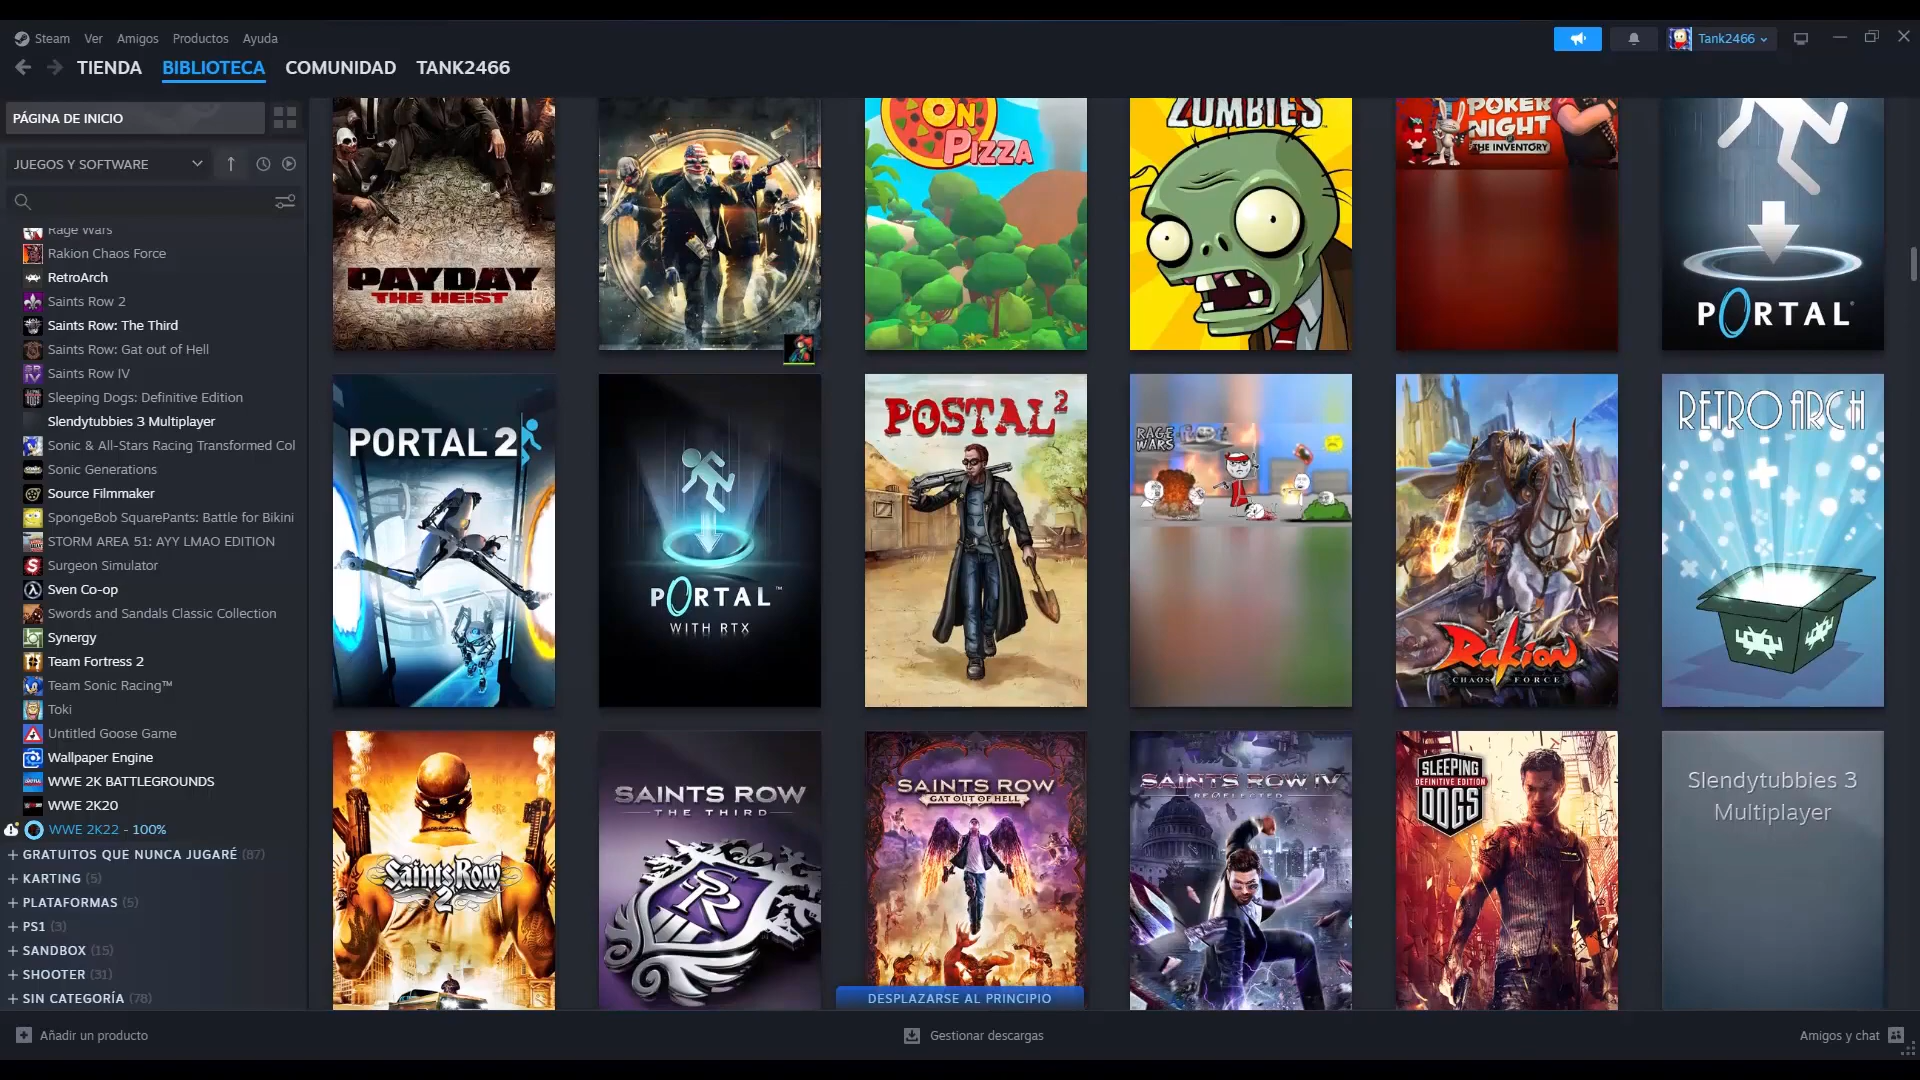 Steam Ver Amigos Productos Ayuda
Tank2466
TIENDA BIBLIOTECA COMUNIDAD TANK2466
PÁGINA DE INICIO
JUEGOS Y SOFTWARE
Rage Wars
Rakion Chaos Force
RetroArch
Saints Row 2
Saints Row: The Third
Saints Row: Gat out of Hell
Saints Row IV
Sleeping Dogs: Definitive Edition
Slendytubbies 3 Multiplayer
Sonic & All-Stars Racing Transformed Col
Sonic Generations
Source Filmmaker
SpongeBob SquarePants: Battle for Bikini
STORM AREA 51: AYY LMAO EDITION
Surgeon Simulator
Sven Co-op
Swords and Sandals Classic Collection
Synergy
Team Fortress 2
Team Sonic Racing™
Toki
Untitled Goose Game
Wallpaper Engine
WWE 2K BATTLEGROUNDS
WWE 2K20
WWE 2K22 - 100%
GRATUITOS QUE NUNCA JUGARÉ (87)
KARTING (5)
PLATAFORMAS (5)
PS1 (3)
SANDBOX (15)
SHOOTER (31)
SIN CATEGORÍA (78)
PAYDAY
THE HEIST
ON
PIZZA
ZOMBIES
POKER
NIGHT
THE INVENTORY
PORTAL
PORTAL 2
PORTAL™
WITH RTX
POSTAL 2
RAGE
WARS
Rakion
CHAOS FORCE
RETROARCH
Saints Row
2
SAINTS ROW
THE THIRD
SR
SAINTS ROW
GAT OUT OF HELL
SAINTS ROW IV
RE-ELECTED
SLEEPING
DEFINITIVE EDITION
DOGS
Slendytubbies 3
Multiplayer
DESPLAZARSE AL PRINCIPIO
Añadir un producto
Gestionar descargas
Amigos y chat